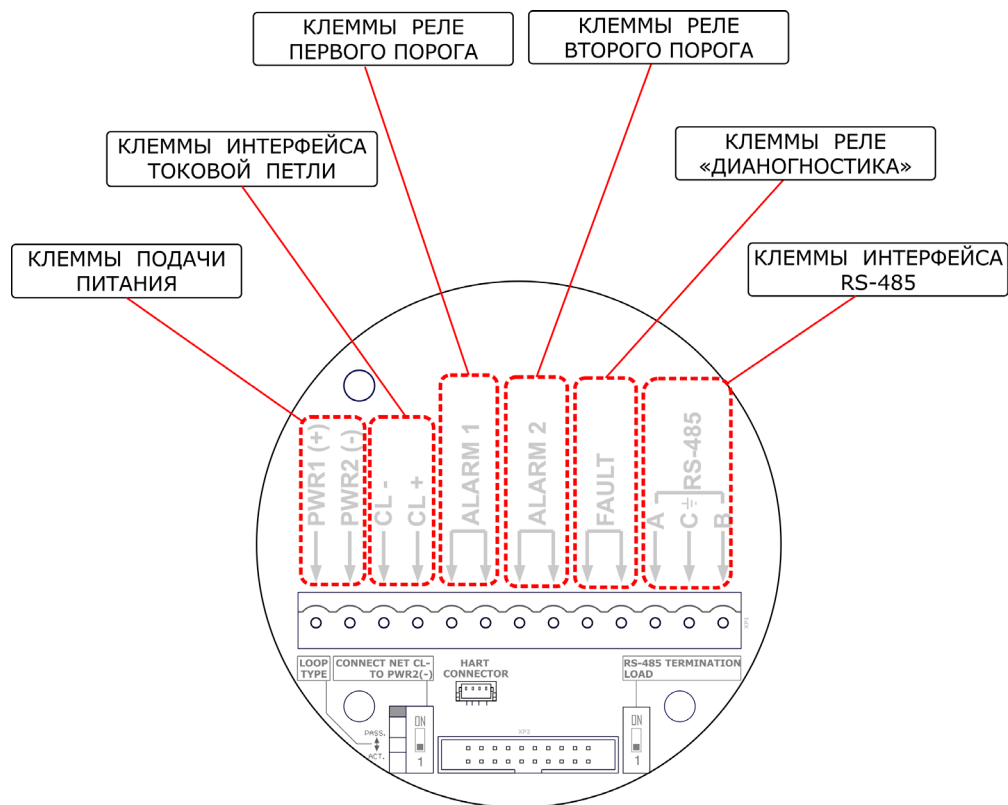 КЛЕММЫ РЕЛЕ
ПЕРВОГО ПОРОГА
КЛЕММЫ РЕЛЕ
ВТОРОГО ПОРОГА
КЛЕММЫ ИНТЕРФЕЙСА
ТОКОВОЙ ПЕТЛИ
КЛЕММЫ РЕЛЕ
«ДИАНОГНОСТИКА»
КЛЕММЫ ПОДАЧИ
ПИТАНИЯ
КЛЕММЫ ИНТЕРФЕЙСА
RS-485
PWR1 (+)
PWR2 (-)
CL -
CL +
ALARM 1
ALARM 2
FAULT
RS-485
A
C
B
XP1
LOOP
TYPE
CONNECT NET CL-
TO PWR2(-)
HART
CONNECTOR
RS-485 TERMINATION
LOAD
PASS.
ACT.
ON
1
XP2
ON
1